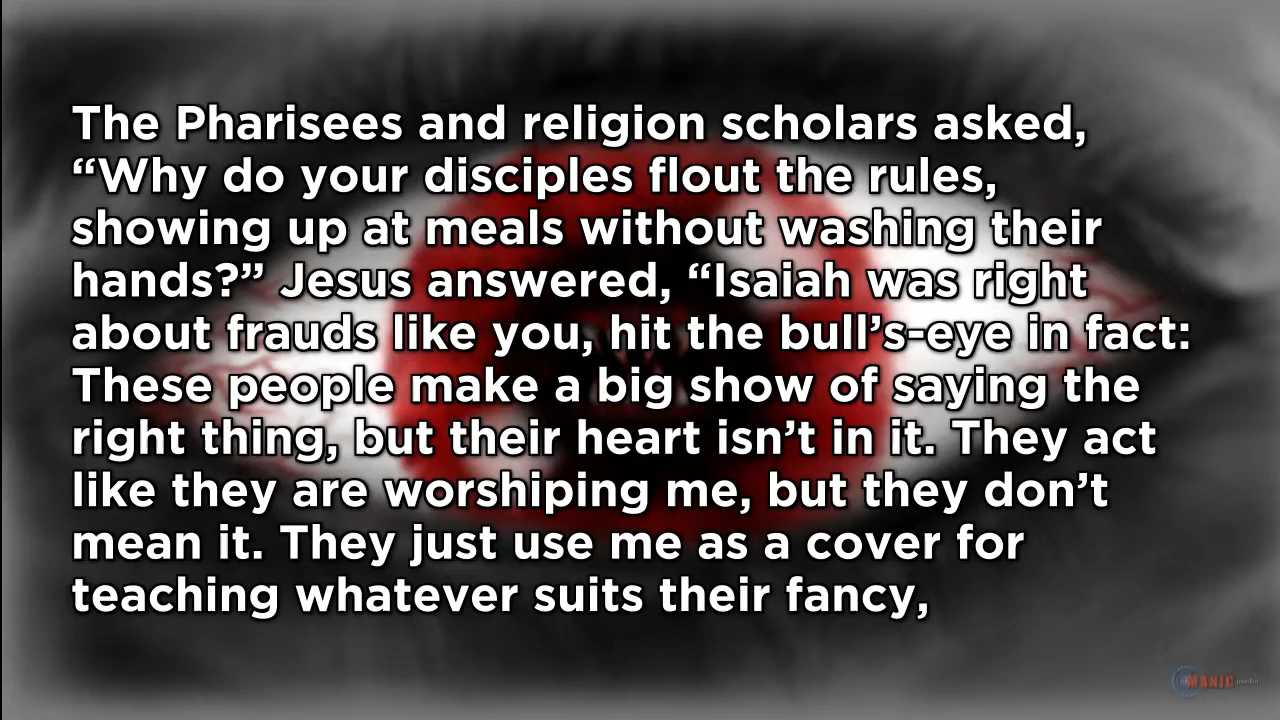 The Pharisees and religion scholars asked,
“Why do your disciples flout the rules,
showing up at meals without washing their
hands?” Jesus answered, “Isaiah was right
about frauds like you, hit the bull’s-eye in fact:
These people make a big show of saying the
right thing, but their heart isn’t in it. They act
like they are worshiping me, but they don’t
mean it. They just use me as a cover for
teaching whatever suits their fancy,
MANIC media